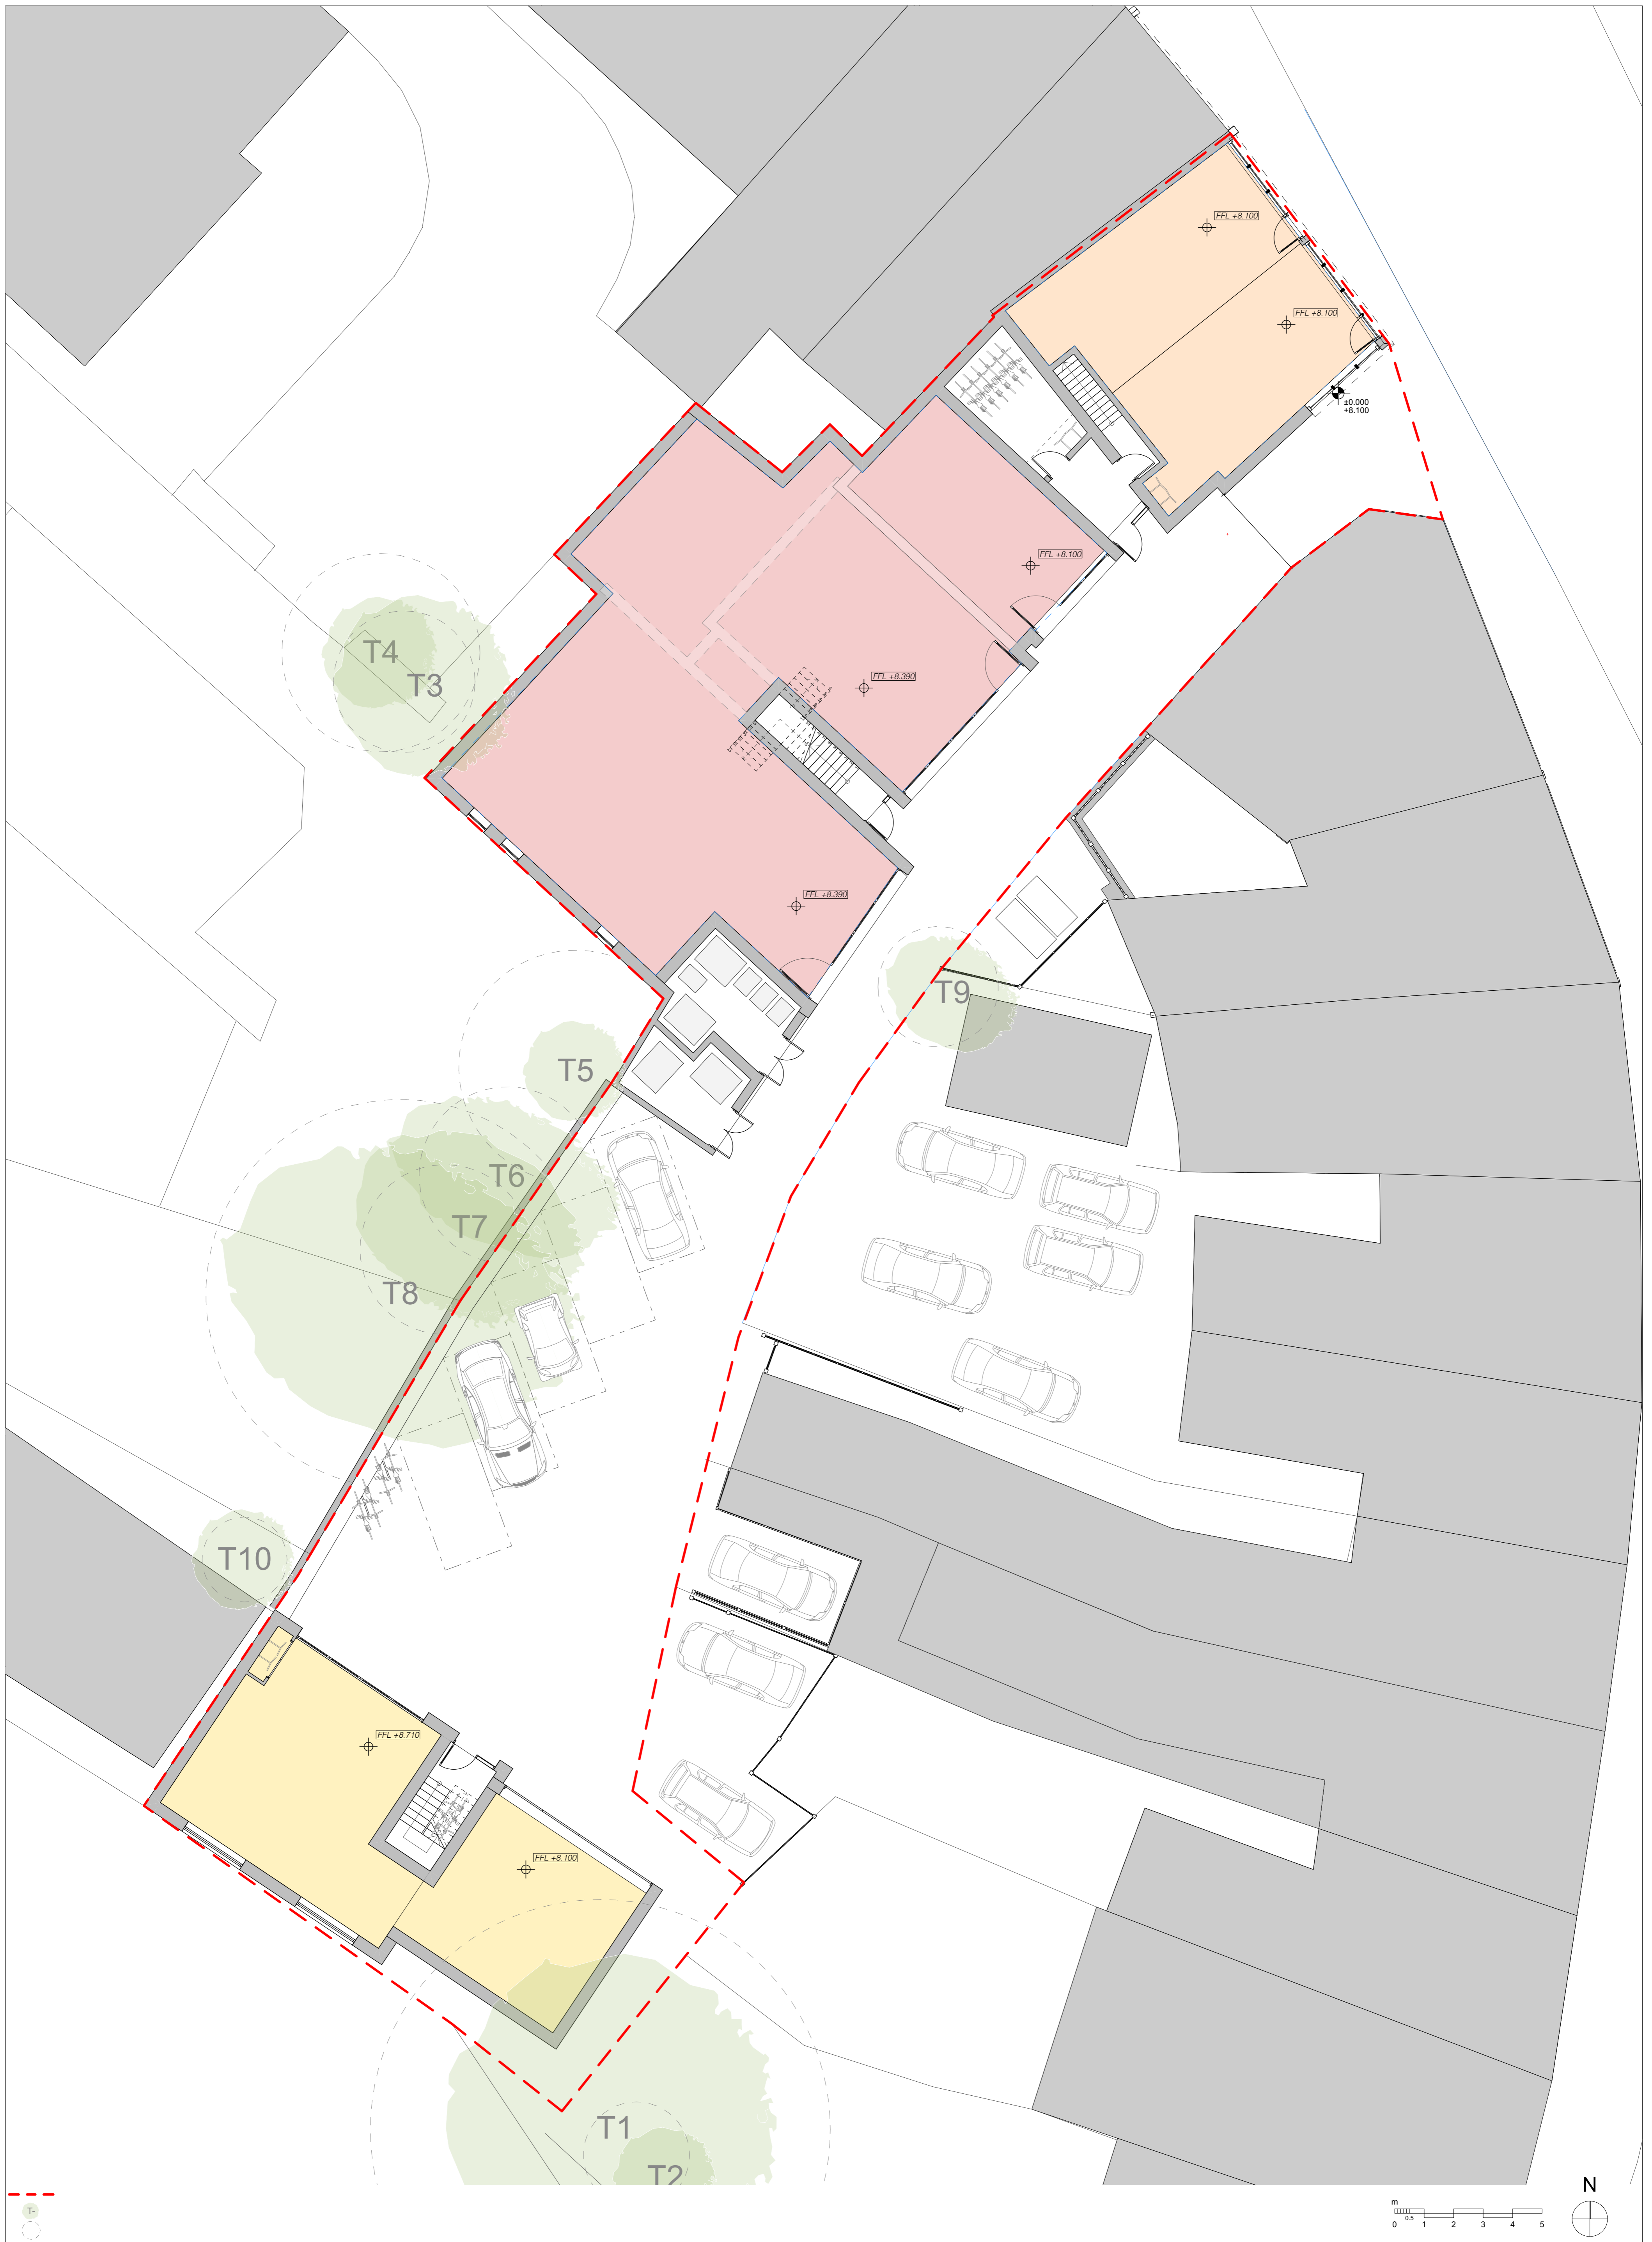 FFL +8.100
FFL +8.100
±0.000
+8.100
FFL +8.100
T4
T3
FFL +8.390
FFL +8.390
T9
T5
T6
T7
T8
T10
FFL +8.710
FFL +8.100
T1
T2
N
T-
m
0.5
0 1 2 3 4 5